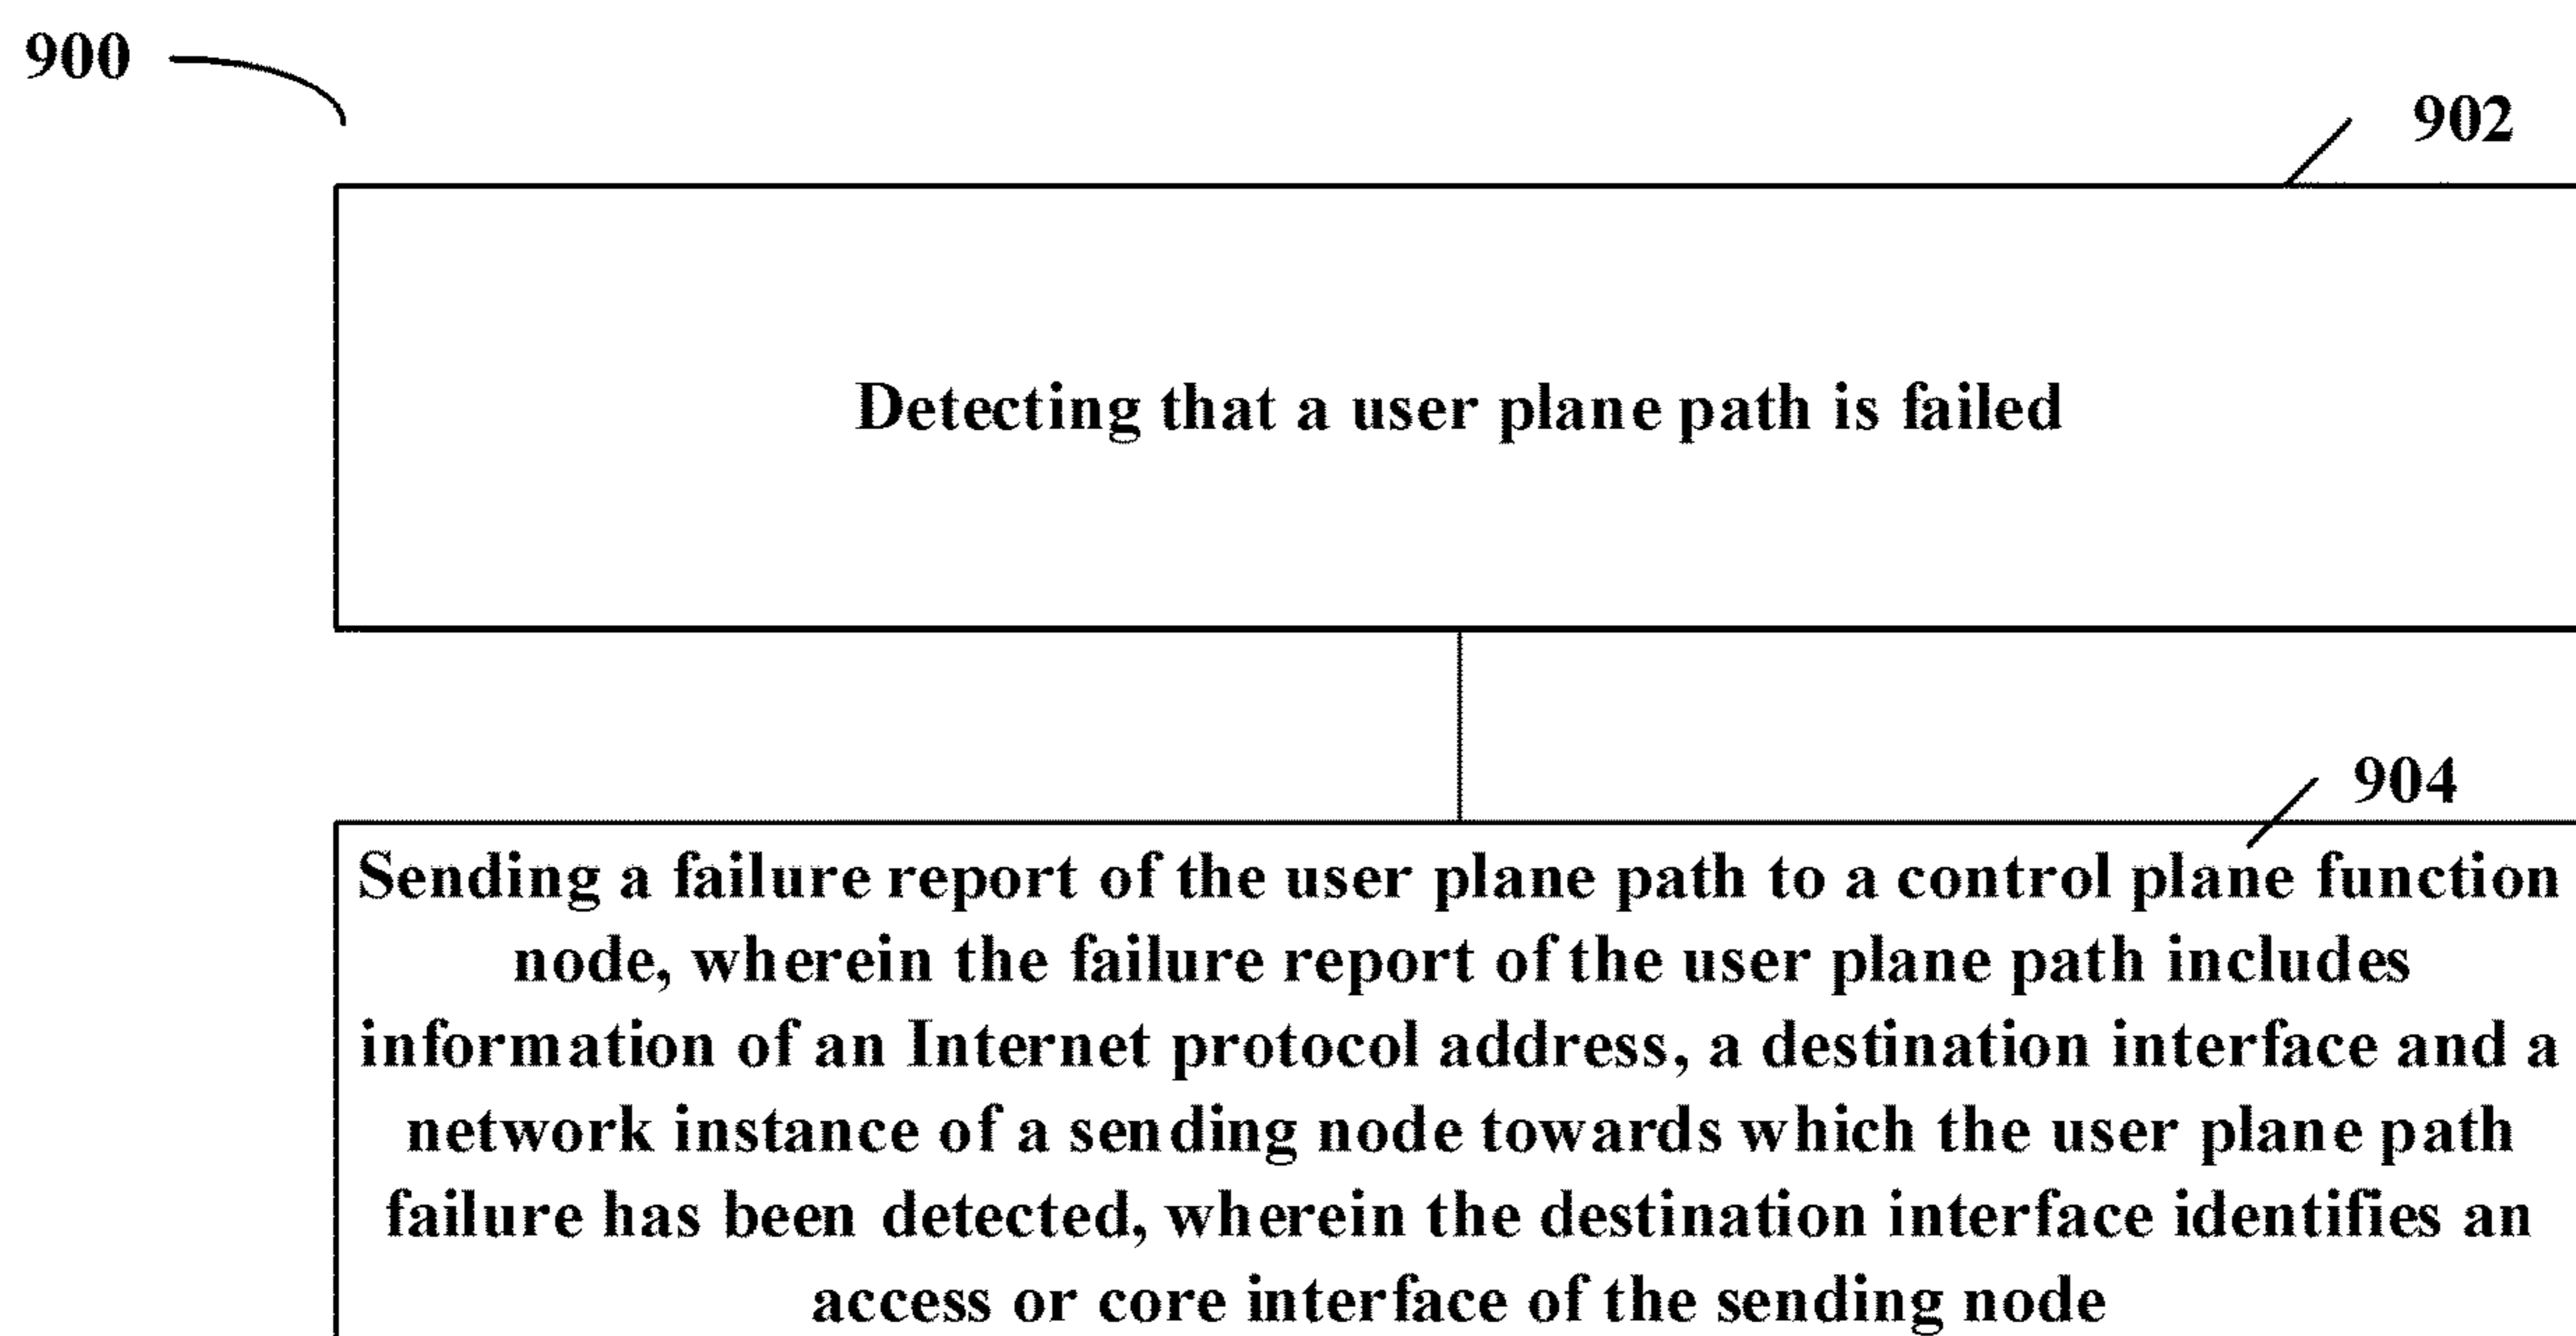 900
902
Detecting that a user plane path is failed
904
Sending a failure report of the user plane path to a control plane function
node, wherein the failure report of the user plane path includes
information of an Internet protocol address, a destination interface and a
network instance of a sending node towards which the user plane path
failure has been detected, wherein the destination interface identifies an
access or core interface of the sending node